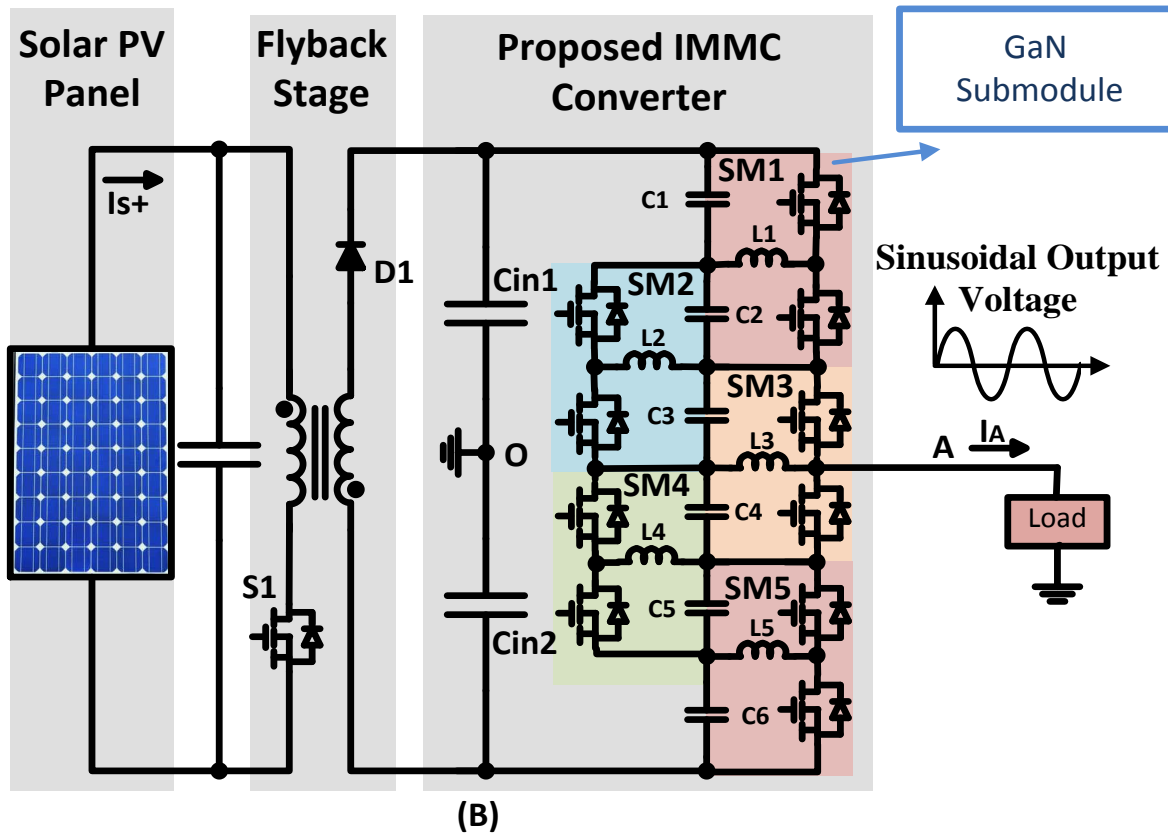 Solar PV
Panel
Flyback
Stage
Proposed IMMC
Converter
GaN
Submodule
Is+
D1
S1
Cin1
Cin2
O
C1
SM1
L1
SM2
C2
L2
SM3
C3
L3
SM4
C4
L4
SM5
C5
L5
C6
Sinusoidal Output
Voltage
A
IA
Load
(B)